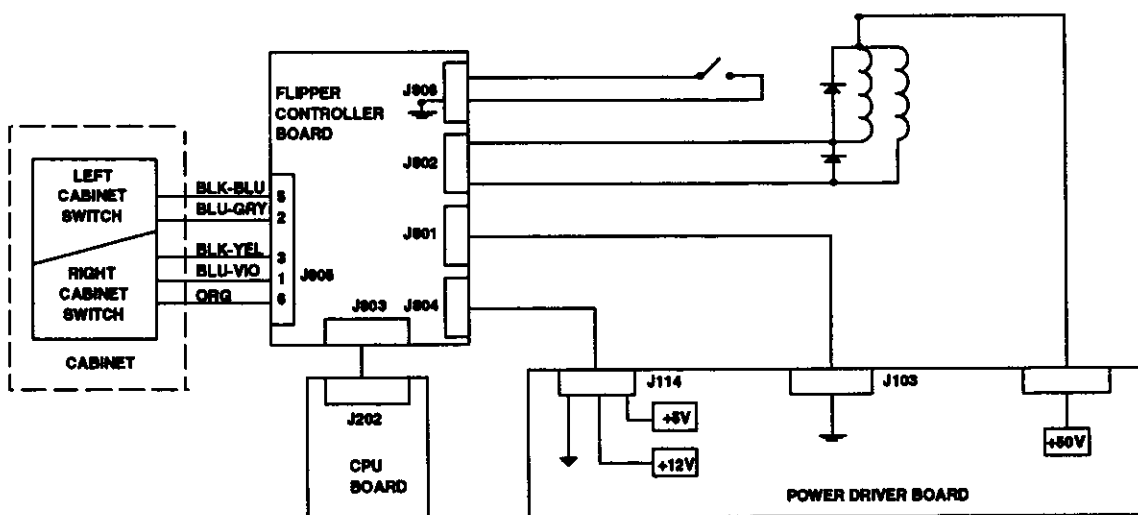 FLIPPER
CONTROLLER
BOARD
J906
J902
J901
J904
J905
J903
LEFT
CABINET
SWITCH
RIGHT
CABINET
SWITCH
CABINET
BLK-BLU
5
BLU-GRY
2
BLK-YEL
3
BLU-VIO
1
ORG
6
J202
CPU
BOARD
J114
+5V
+12V
J103
+50V
POWER DRIVER BOARD